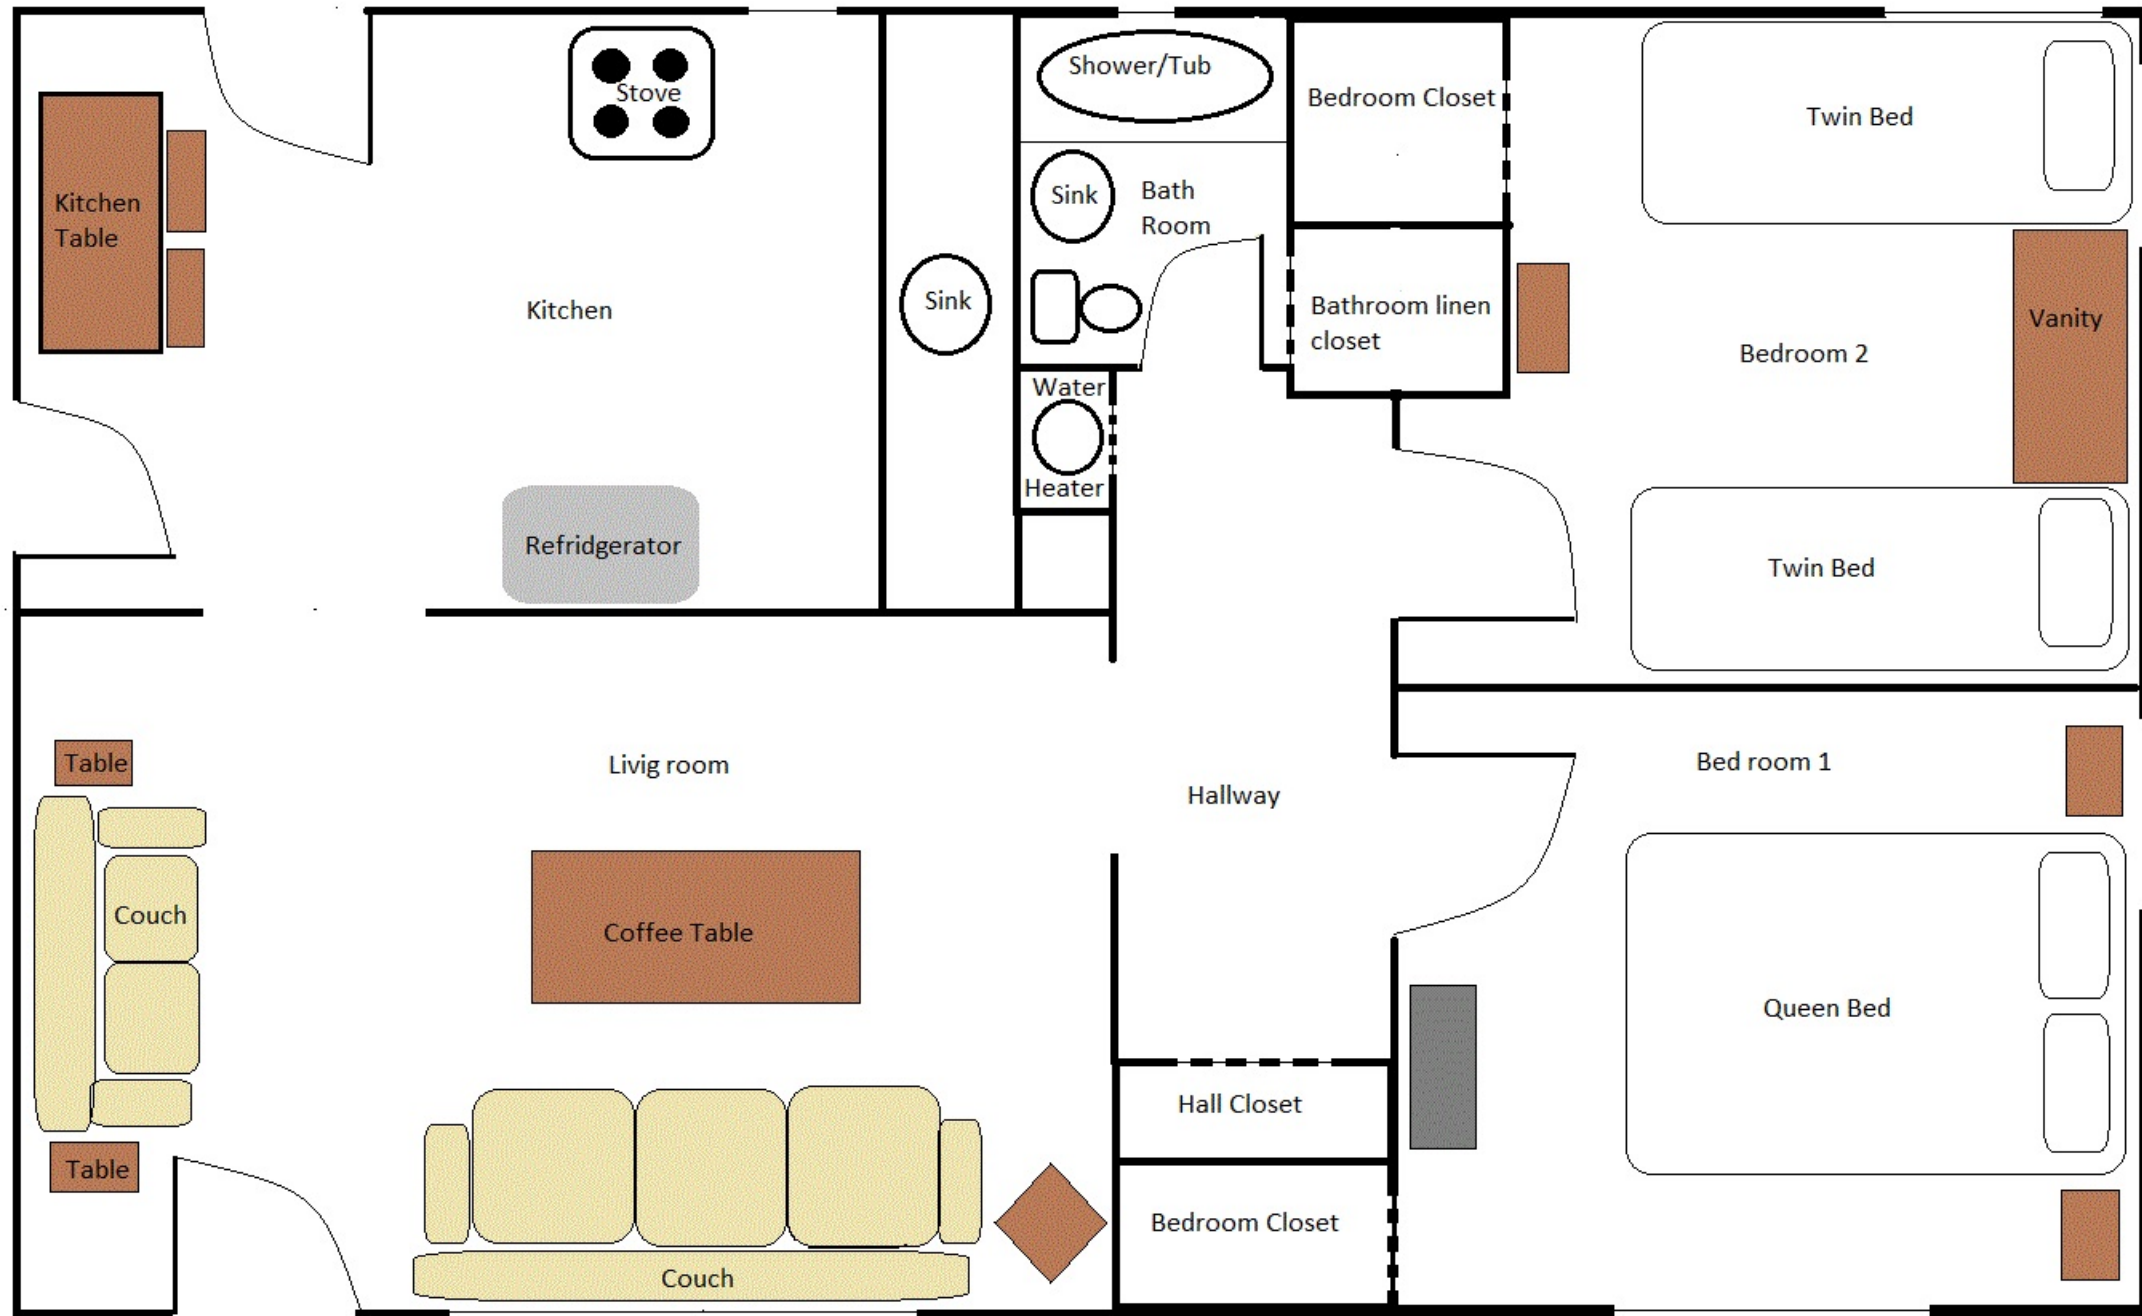 Shower/Tub
Stove
Bedroom Closet
Twin Bed
Kitchen
Table
Sink
Bath
Room
Sink
Kitchen
Bathroom linen
closet
Vanity
Bedroom 2
Water
Heater
Refridgerator
Twin Bed
Table
Livig room
Hallway
Bed room 1
Couch
Coffee Table
Queen Bed
Hall Closet
Table
Bedroom Closet
Couch